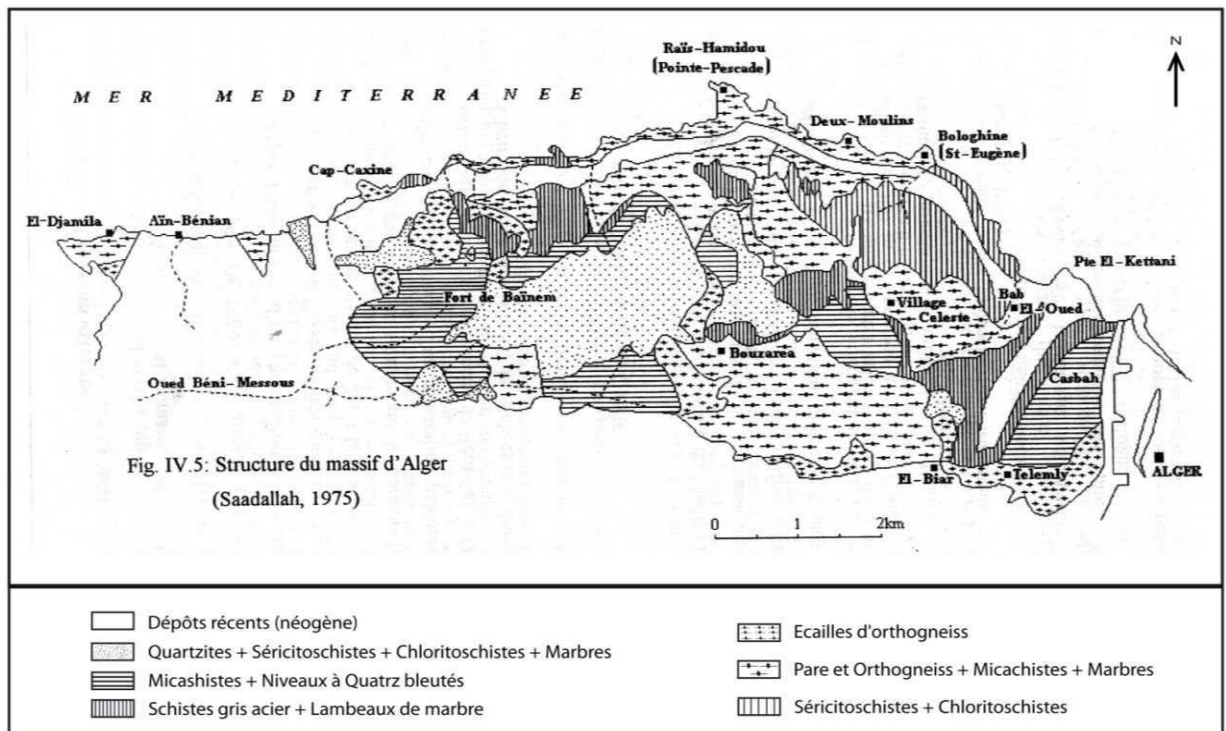 N
Raïs-Hamidou
(Pointe-Pescade)
MER MEDITERRANEE
Deux-Moulins
Bologhine
(St-Eugène)
Cap-Caxine
El-Djamila
Aïn-Bénian
Pte El-Kettani
Fort de Baïnem
Village
Celeste
Bab
El-Oued
Bouzarea
Casbah
Oued Béni-Messous
Fig. IV.5: Structure du massif d'Alger
(Saadallah, 1975)
El-Biar
Telemly
ALGER
0 1 2km
Dépôts récents (néogène)
Quartzites + Séricitoschistes + Chloritoschistes + Marbres
Micashistes + Niveaux à Quatrz bleutés
Schistes gris acier + Lambeaux de marbre
Ecailles d'orthogneiss
Pare et Orthogneiss + Micachistes + Marbres
Séricitoschistes + Chloritoschistes